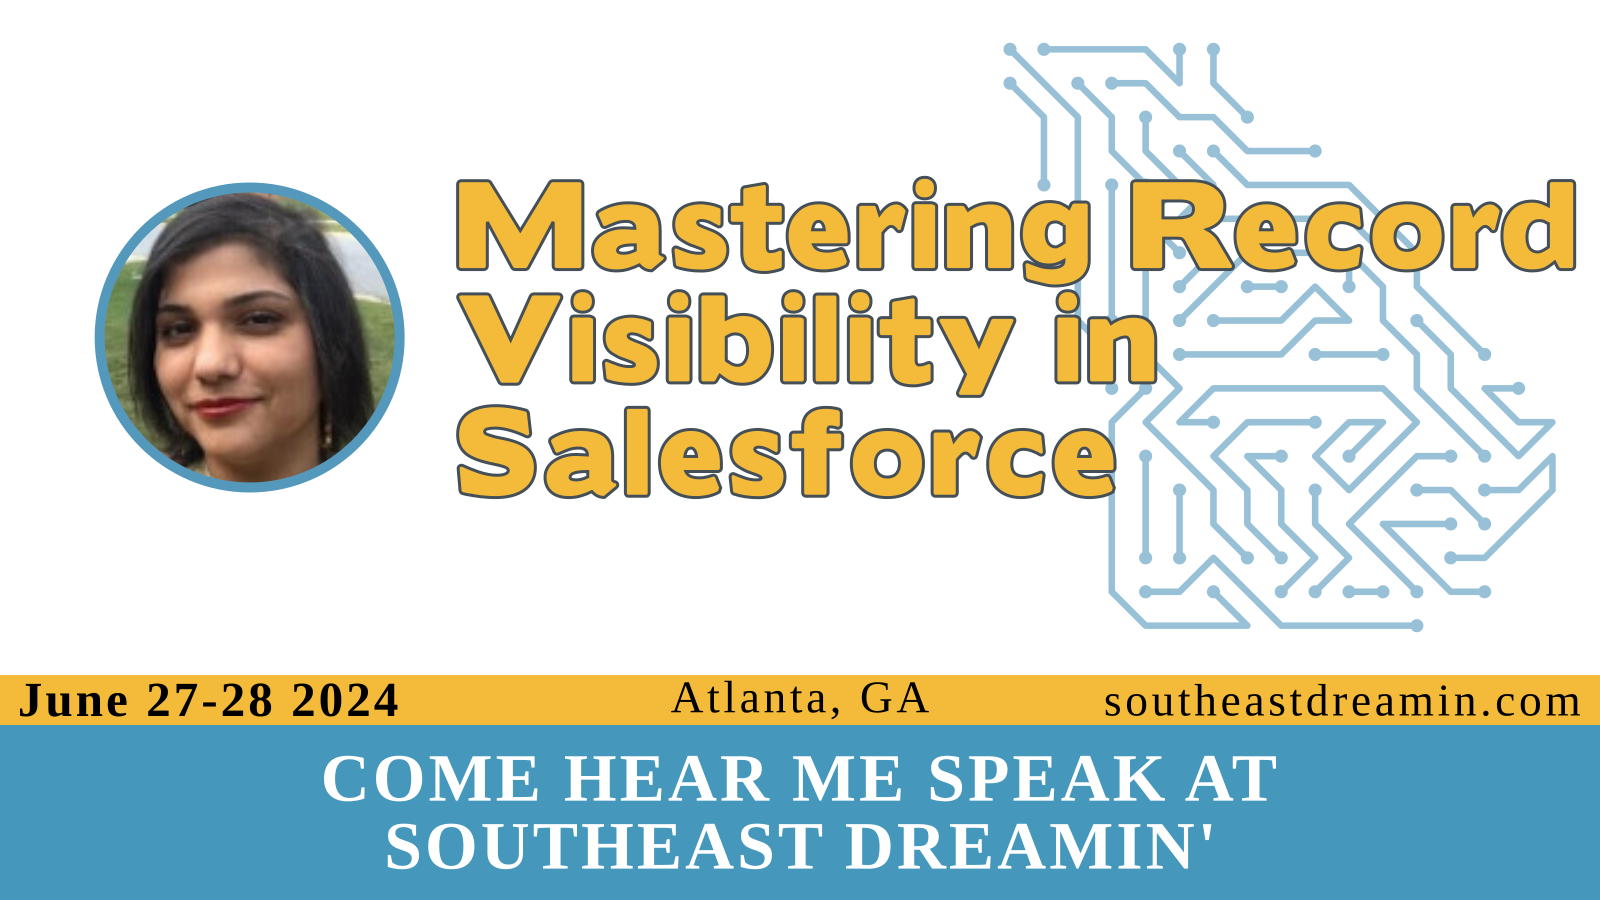 Mastering Record
Visibility in
Salesforce
June 27-28 2024
Atlanta, GA
southeastdreamin.com
COME HEAR ME SPEAK AT
SOUTHEAST DREAMIN'